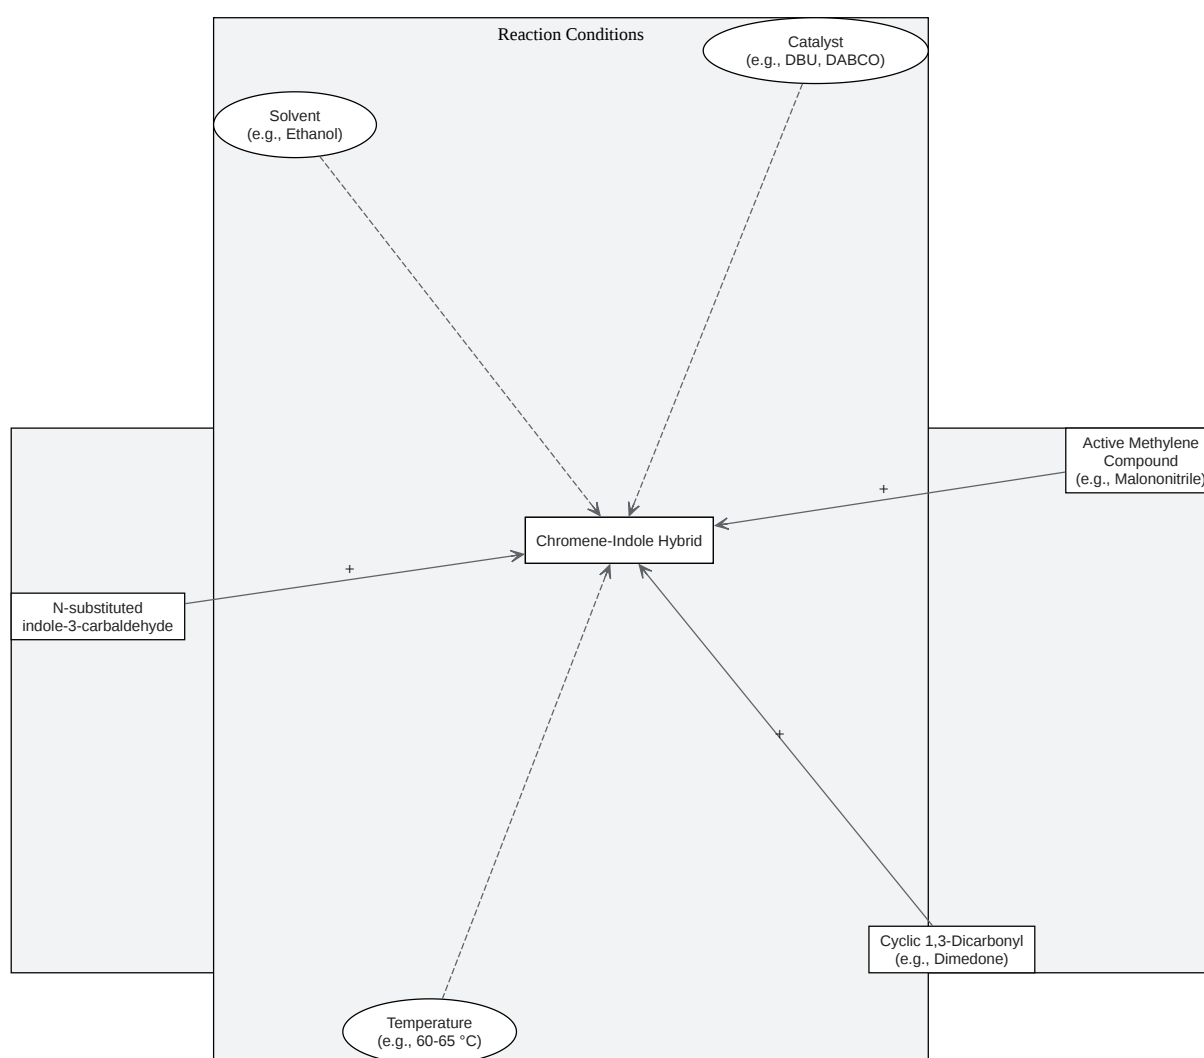 Reaction Conditions
Catalyst
(e.g., DBU, DABCO)
Solvent
(e.g., Ethanol)
Active Methylene
Compound
(e.g., Malononitrile)
+
Chromene-Indole Hybrid
+
N-substituted
indole-3-carbaldehyde
+
Cyclic 1,3-Dicarbonyl
(e.g., Dimedone)
Temperature
(e.g., 60-65 °C)